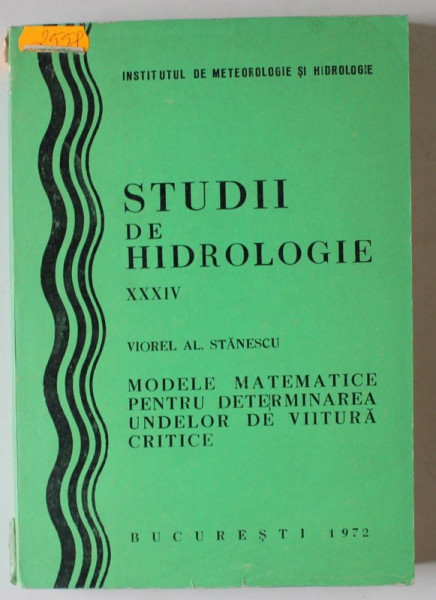 INSTITUTUL DE METEOROLOGIE ŞI HIDROLOGIE
STUDII
DE
HIDROLOGIE
XXXIV
VIOREL AL. STĂNESCU
MODELE MATEMATICE
PENTRU DETERMINAREA
UNDELOR DE VIITURĂ
CRITICE
BUCUREŞTI 1972